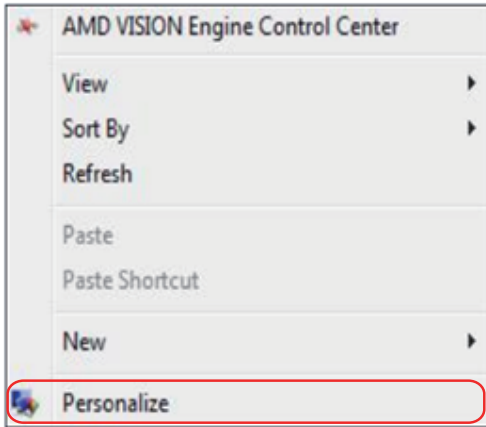 AMD VISION Engine Control Center
View
Sort By
Refresh
Paste
Paste Shortcut
New
Personalize